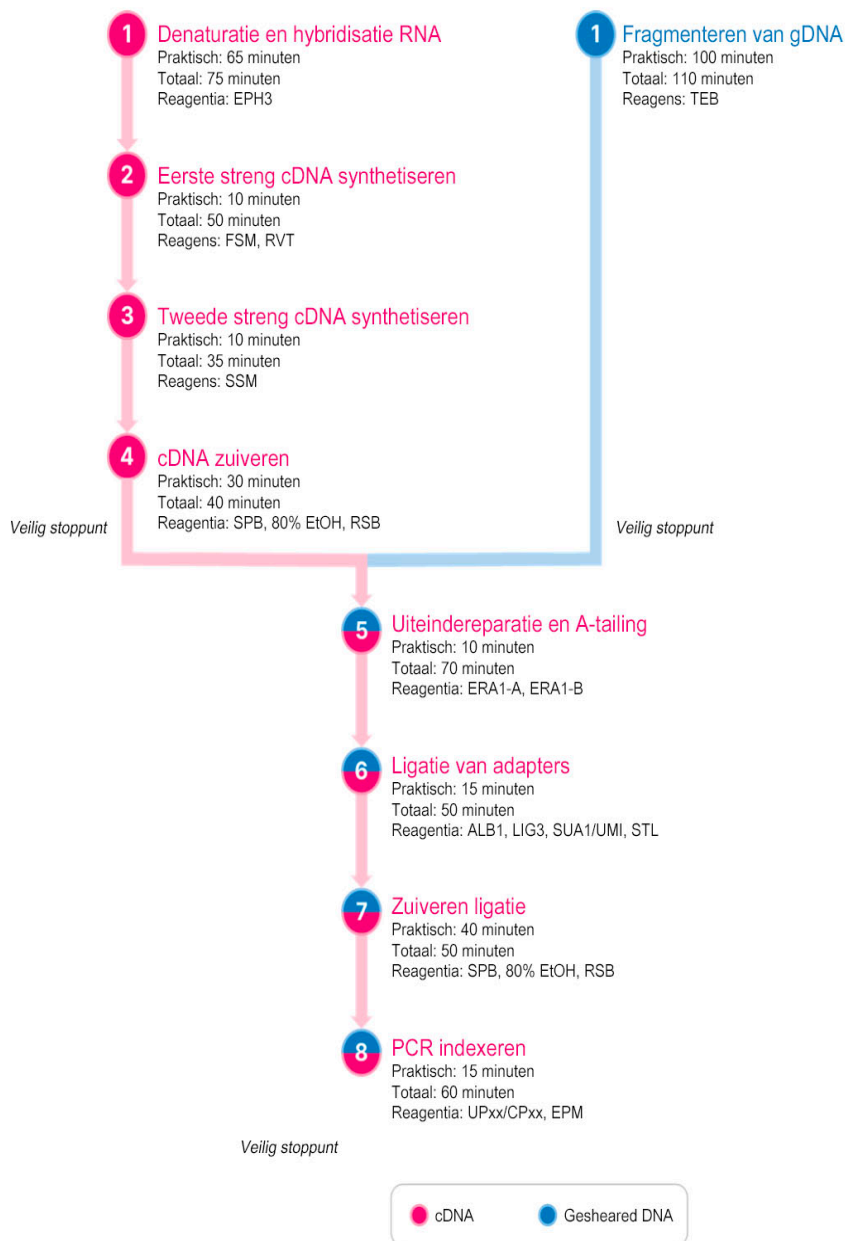 1 Denaturatie en hybridisatie RNA
Praktisch: 65 minuten
Totaal: 75 minuten
Reagentia: EPH3
1 Fragmenteren van gDNA
Praktisch: 100 minuten
Totaal: 110 minuten
Reagens: TEB
2 Eerste streng cDNA synthetiseren
Praktisch: 10 minuten
Totaal: 50 minuten
Reagens: FSM, RVT
3 Tweede streng cDNA synthetiseren
Praktisch: 10 minuten
Totaal: 35 minuten
Reagens: SSM
4 cDNA zuiveren
Praktisch: 30 minuten
Totaal: 40 minuten
Reagentia: SPB, 80% EtOH, RSB
Veilig stoppunt
Veilig stoppunt
5 Uiteindereparatie en A-tailing
Praktisch: 10 minuten
Totaal: 70 minuten
Reagentia: ERA1-A, ERA1-B
6 Ligatie van adapters
Praktisch: 15 minuten
Totaal: 50 minuten
Reagentia: ALB1, LIG3, SUA1/UMI, STL
7 Zuiveren ligatie
Praktisch: 40 minuten
Totaal: 50 minuten
Reagentia: SPB, 80% EtOH, RSB
8 PCR indexeren
Praktisch: 15 minuten
Totaal: 60 minuten
Reagentia: UPxx/CPxx, EPM
Veilig stoppunt
cDNA
Gesheared DNA